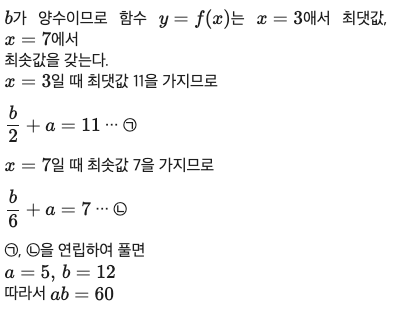 b가 양수이므로 함수 y = f(x)는 x = 3애서 최댓값,
x = 7에서
최솟값을 갖는다.
x = 3일 때 최댓값 11을 가지므로
b/2 + a = 11 ··· ㉠
x = 7일 때 최솟값 7을 가지므로
b/6 + a = 7 ··· ㉡
㉠, ㉡을 연립하여 풀면
a = 5, b = 12
따라서 ab = 60